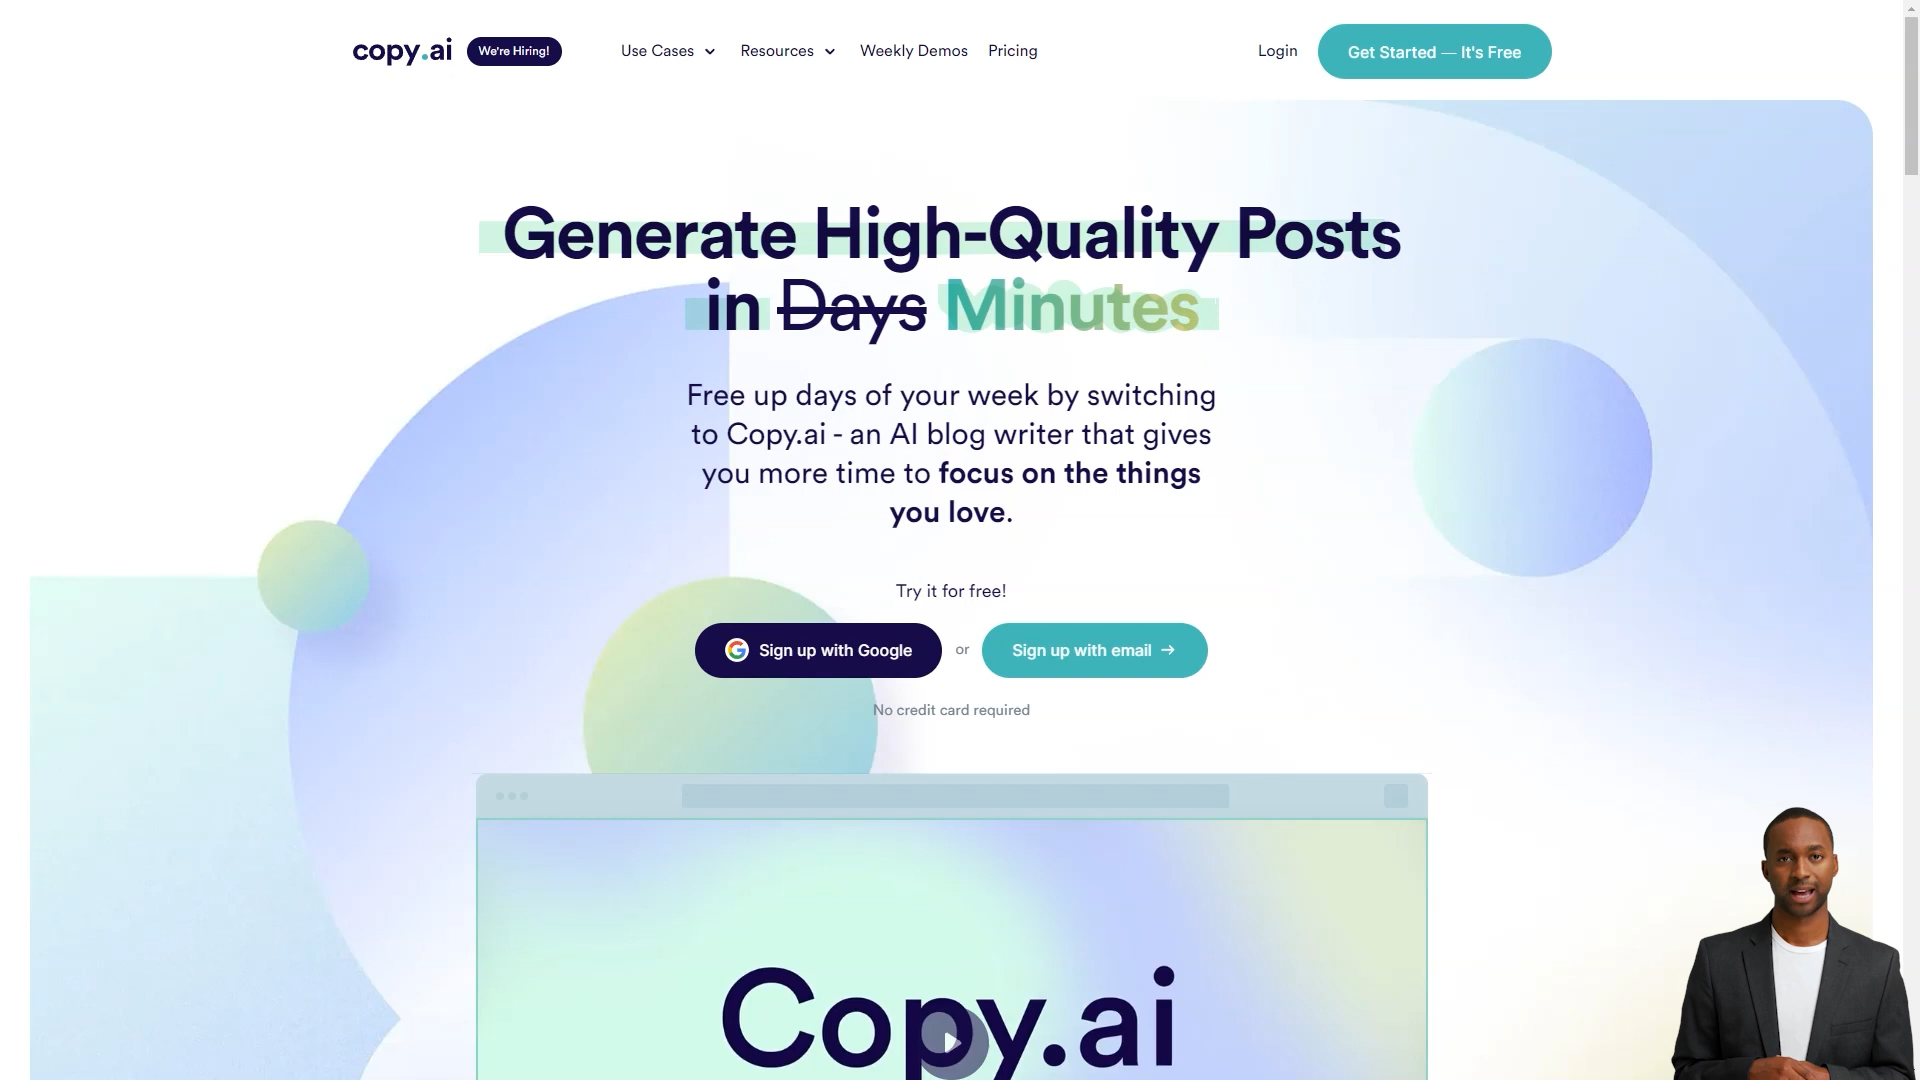 copy.ai
We're Hiring!
Use Cases
Resources
Weekly Demos
Pricing
Login
Get Started — It's Free
Generate High-Quality Posts
in Days Minutes
Free up days of your week by switching
to Copy.ai - an AI blog writer that gives
you more time to focus on the things
you love.
Try it for free!
Sign up with Google
or
Sign up with email →
No credit card required
Copy.ai